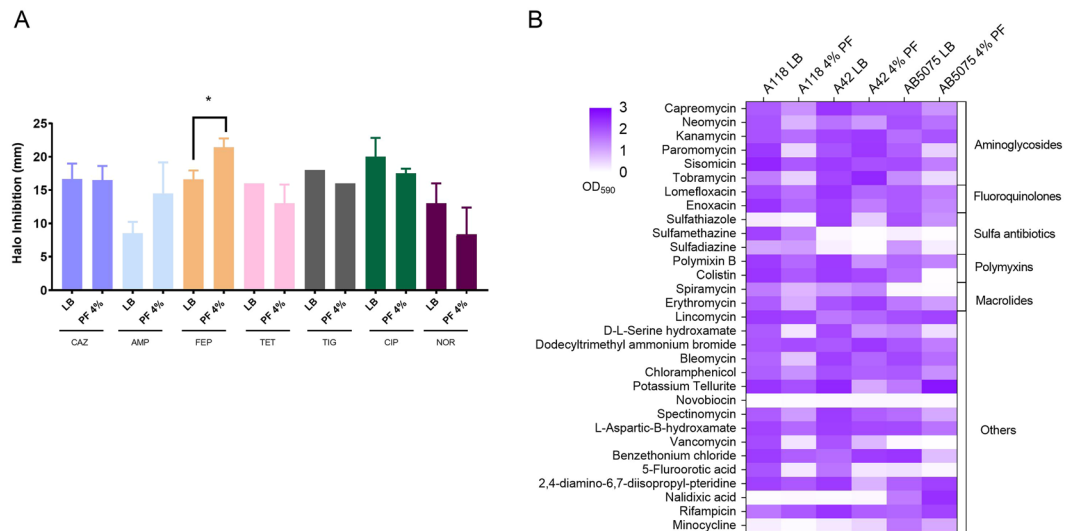 A
B
Halo Inhibition (mm)
25
20
15
10
5
0
*
LB
PF 4%
LB
PF 4%
LB
PF 4%
LB
PF 4%
LB
PF 4%
LB
PF 4%
LB
PF 4%
CAZ
AMP
FEP
TET
TIG
CIP
NOR
3
2
1
0
OD590
A118 LB
A118 4% PF
A42 LB
A42 4% PF
AB5075 LB
AB5075 4% PF
Capreomycin
Neomycin
Kanamycin
Paromomycin
Sisomicin
Tobramycin
Lomefloxacin
Enoxacin
Sulfathiazole
Sulfamethazine
Sulfadiazine
Polymixin B
Colistin
Spiramycin
Erythromycin
Lincomycin
D-L-Serine hydroxamate
Dodecyltrimethyl ammonium bromide
Bleomycin
Chloramphenicol
Potassium Tellurite
Novobiocin
Spectinomycin
L-Aspartic-B-hydroxamate
Vancomycin
Benzethonium chloride
5-Fluoroorotic acid
2,4-diamino-6,7-diisopropyl-pteridine
Nalidixic acid
Rifampicin
Minocycline
Aminoglycosides
Fluoroquinolones
Sulfa antibiotics
Polymyxins
Macrolides
Others